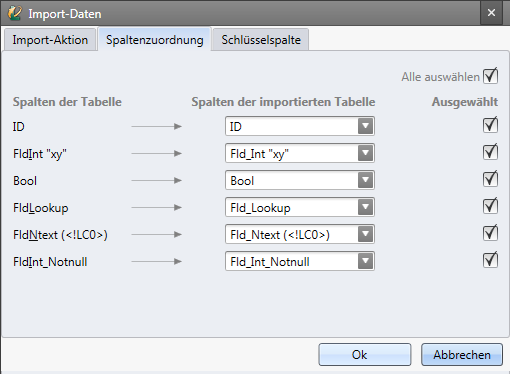 Import-Daten
Import-Aktion Spaltenzuordnung Schlüsselspalte
Alle auswählen
Spalten der Tabelle Spalten der importierten Tabelle Ausgewählt
ID ID
FldInt "xy" Fld_Int "xy"
Bool Bool
FldLookup Fld_Lookup
FldNtext (<!LC0>) Fld_Ntext (<!LC0>)
FldInt_Notnull Fld_Int_Notnull
Ok Abbrechen